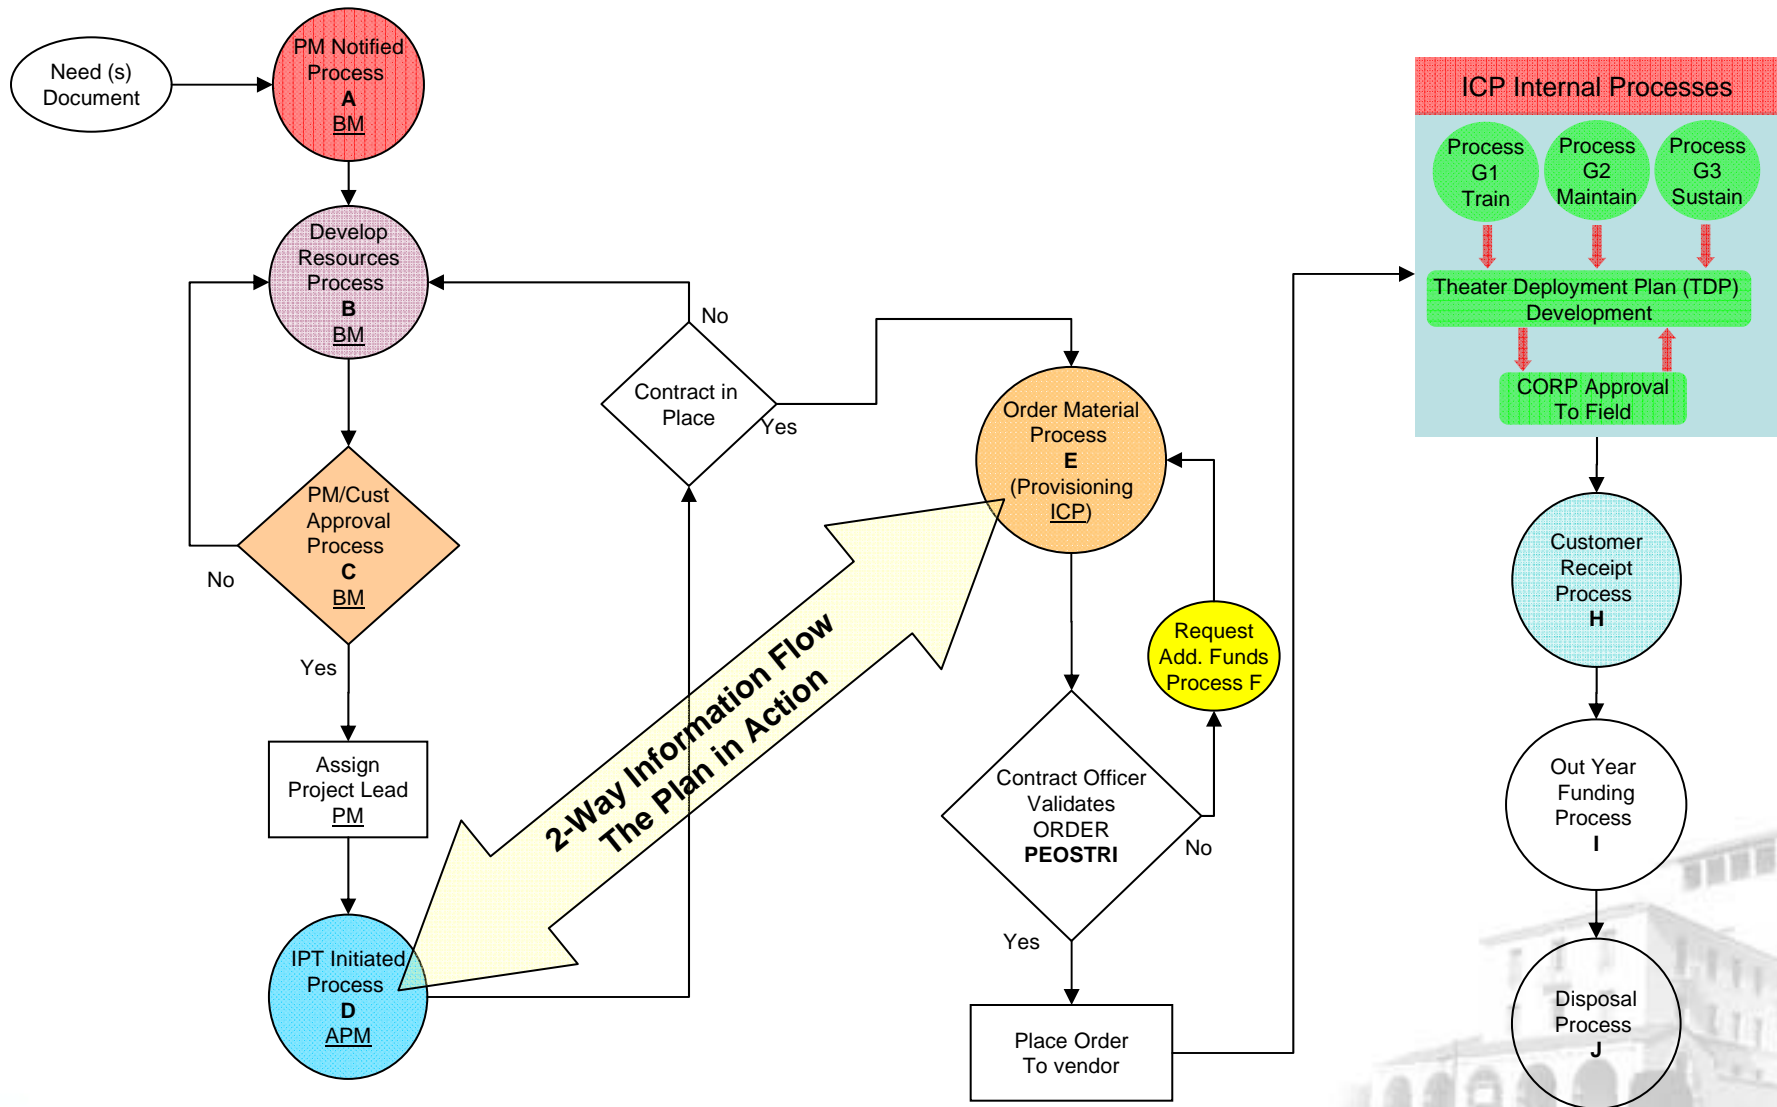 Need (s)
Document
PM Notified
Process
A
BM
Develop
Resources
Process
B
BM
PM/Cust
Approval
Process
C
BM
No
Yes
Assign
Project Lead
PM
IPT Initiated
Process
D
APM
2-Way Information Flow
The Plan in Action
No
Contract in
Place
Yes
Order Material
Process
E
(Provisioning
ICP)
Request
Add. Funds
Process F
Contract Officer
Validates
ORDER
PEOSTRI
No
Yes
Place Order
To vendor
ICP Internal Processes
Process
G1
Train
Process
G2
Maintain
Process
G3
Sustain
Theater Deployment Plan (TDP)
Development
CORP Approval
To Field
Customer
Receipt
Process
H
Out Year
Funding
Process
I
Disposal
Process
J